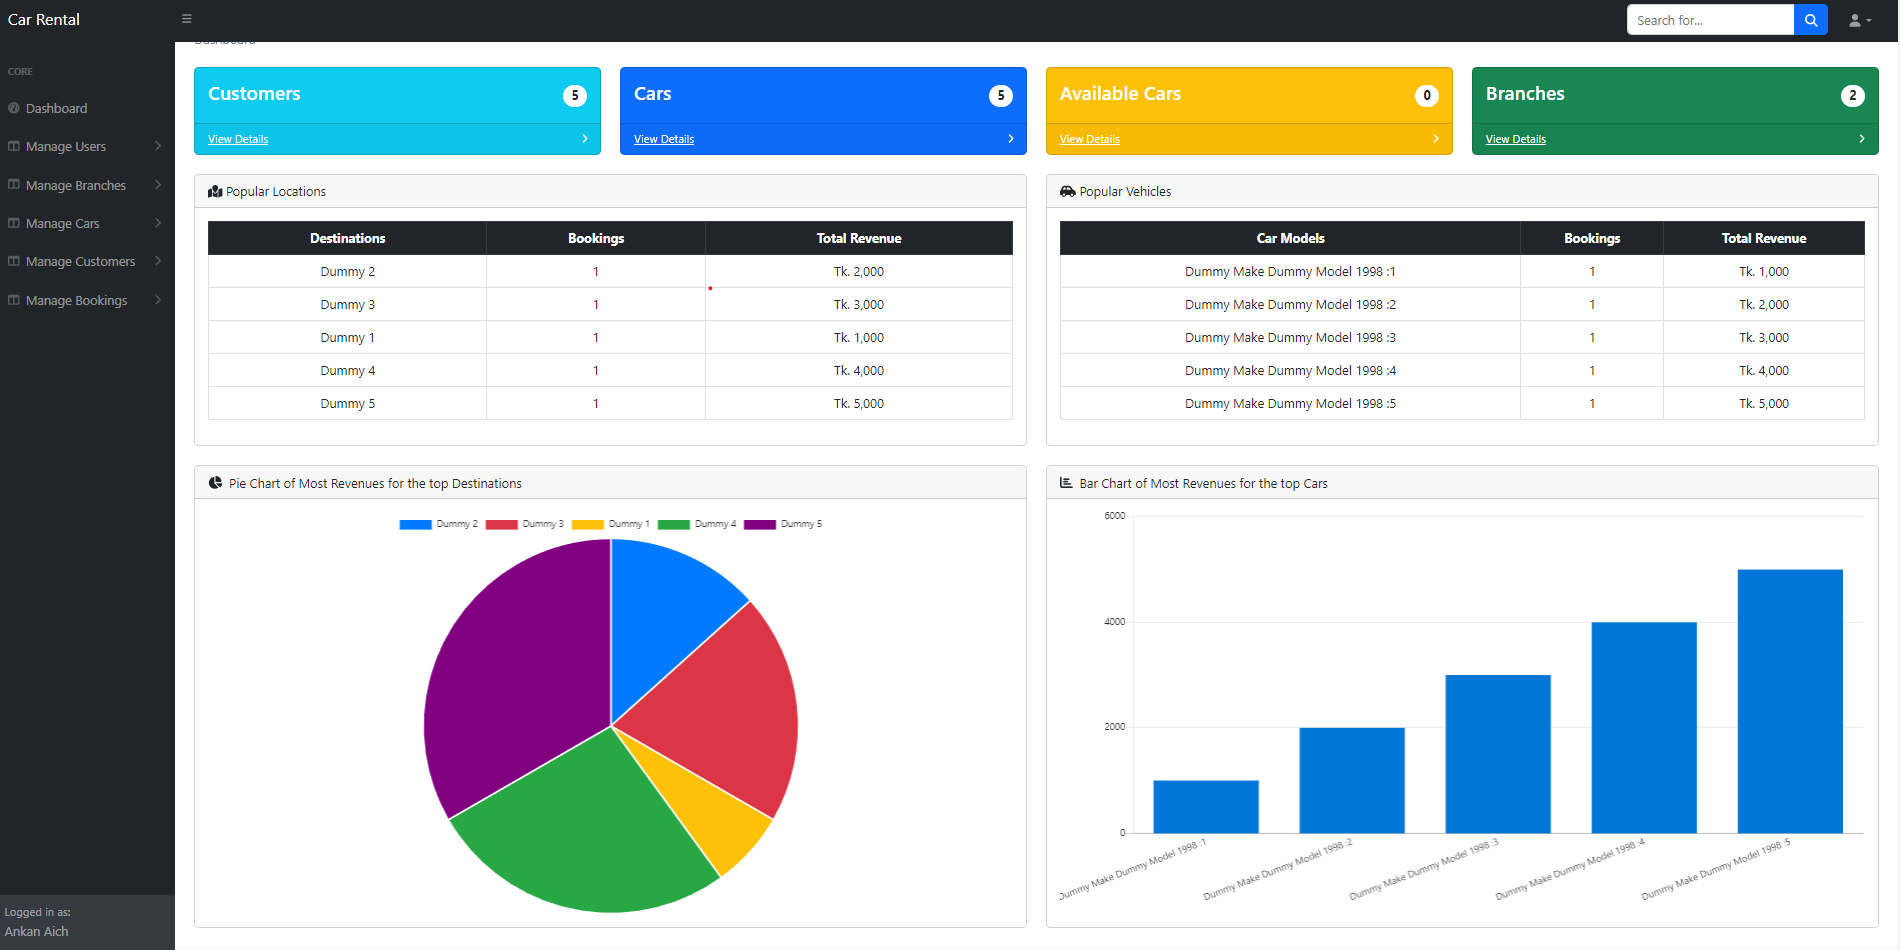 Car Rental
Search for...
Dashboard
CORE
Dashboard
Manage Users
Manage Branches
Manage Cars
Manage Customers
Manage Bookings
Logged in as:
Ankan Aich
Customers 5
View Details
Cars 5
View Details
Available Cars 0
View Details
Branches 2
View Details
Popular Locations
Destinations Bookings Total Revenue
Dummy 2 1 Tk. 2,000
Dummy 3 1 Tk. 3,000
Dummy 1 1 Tk. 1,000
Dummy 4 1 Tk. 4,000
Dummy 5 1 Tk. 5,000
Popular Vehicles
Car Models Bookings Total Revenue
Dummy Make Dummy Model 1998 :1 1 Tk. 1,000
Dummy Make Dummy Model 1998 :2 1 Tk. 2,000
Dummy Make Dummy Model 1998 :3 1 Tk. 3,000
Dummy Make Dummy Model 1998 :4 1 Tk. 4,000
Dummy Make Dummy Model 1998 :5 1 Tk. 5,000
Pie Chart of Most Revenues for the top Destinations
Dummy 2 Dummy 3 Dummy 1 Dummy 4 Dummy 5
Bar Chart of Most Revenues for the top Cars
6000
4000
2000
0
Dummy Make Dummy Model 1998 :1
Dummy Make Dummy Model 1998 :2
Dummy Make Dummy Model 1998 :3
Dummy Make Dummy Model 1998 :4
Dummy Make Dummy Model 1998 :5